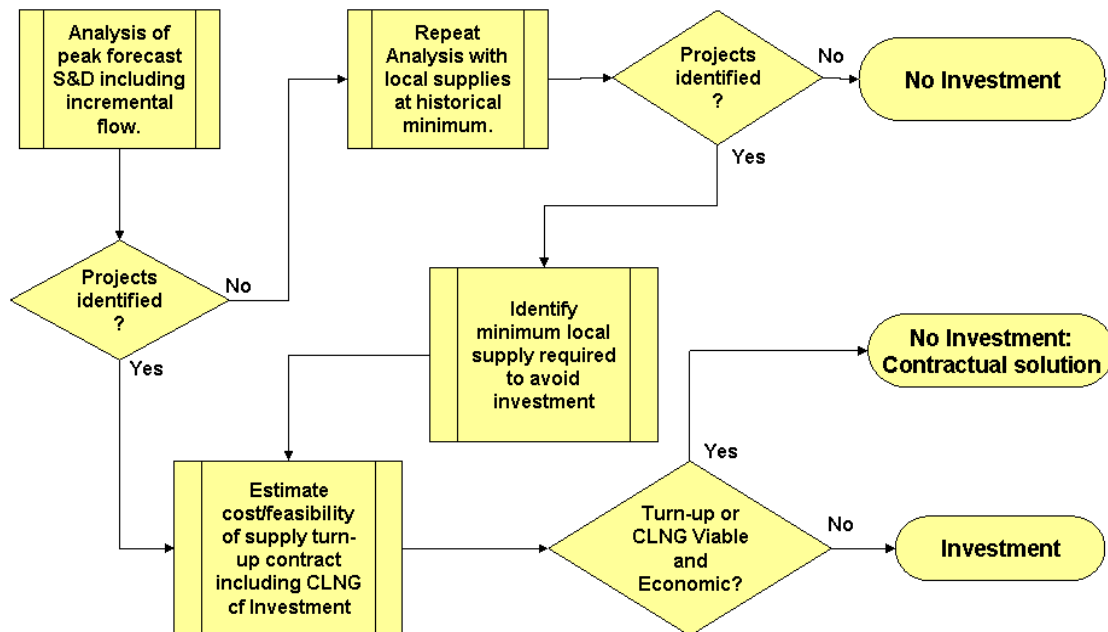 Analysis of
peak forecast
S&D including
incremental
flow.
Repeat
Analysis with
local supplies
at historical
minimum.
Projects
identified
?
No
No Investment
Yes
Projects
identified
?
No
Yes
Identify
minimum local
supply required
to avoid
investment
No Investment:
Contractual solution
Yes
Estimate
cost/feasibility
of supply turn-
up contract
including CLNG
cf Investment
Turn-up or
CLNG Viable
and
Economic?
No
Investment